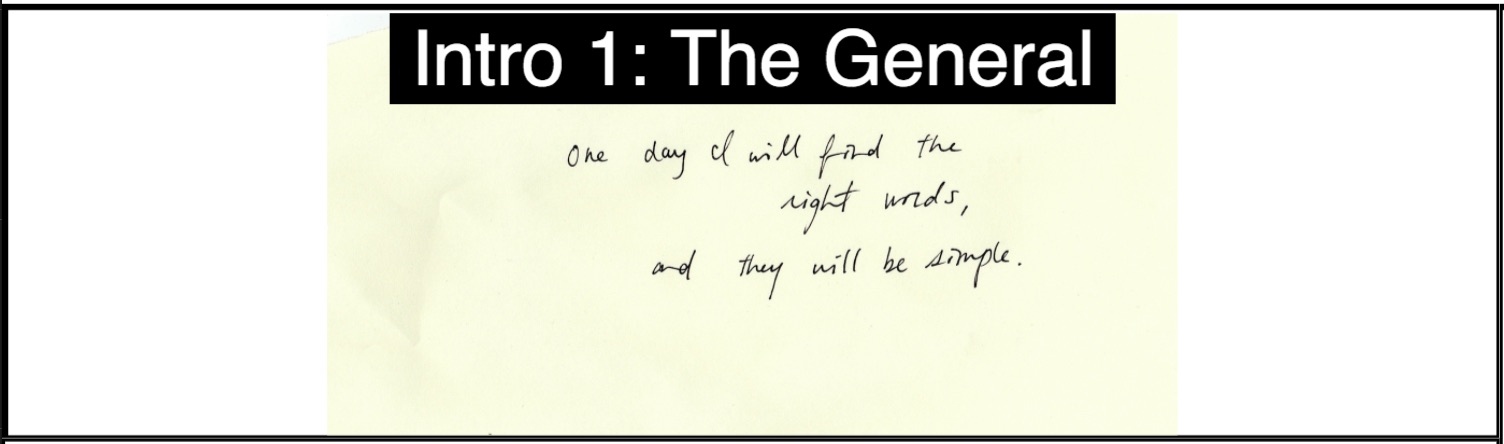 Intro 1: The General
One day I will find the
right words,
and they will be simple.